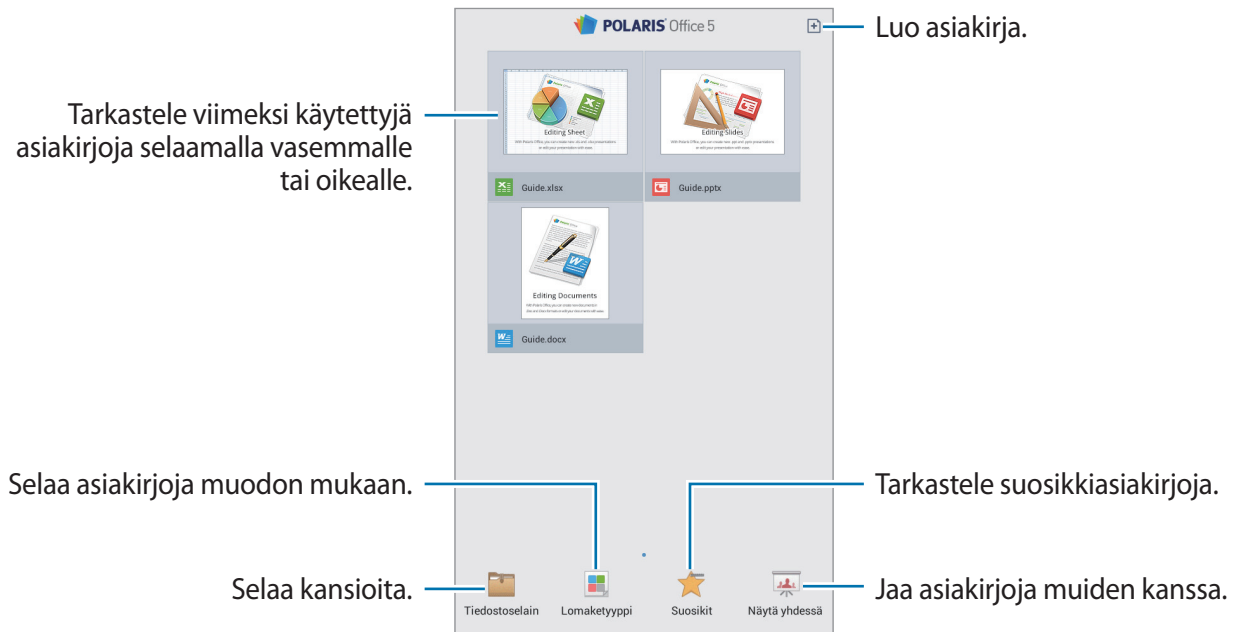 POLARIS Office 5
Luo asiakirja.
Tarkastele viimeksi käytettyjä
asiakirjoja selaamalla vasemmalle
tai oikealle.
Editing Sheet
Editing Slides
Guide.xlsx
Guide.pptx
Editing Documents
Guide.docx
Selaa asiakirjoja muodon mukaan.
Tarkastele suosikkiasiakirjoja.
Selaa kansioita.
Jaa asiakirjoja muiden kanssa.
Tiedostoselain
Lomaketyyppi
Suosikit
Näytä yhdessä